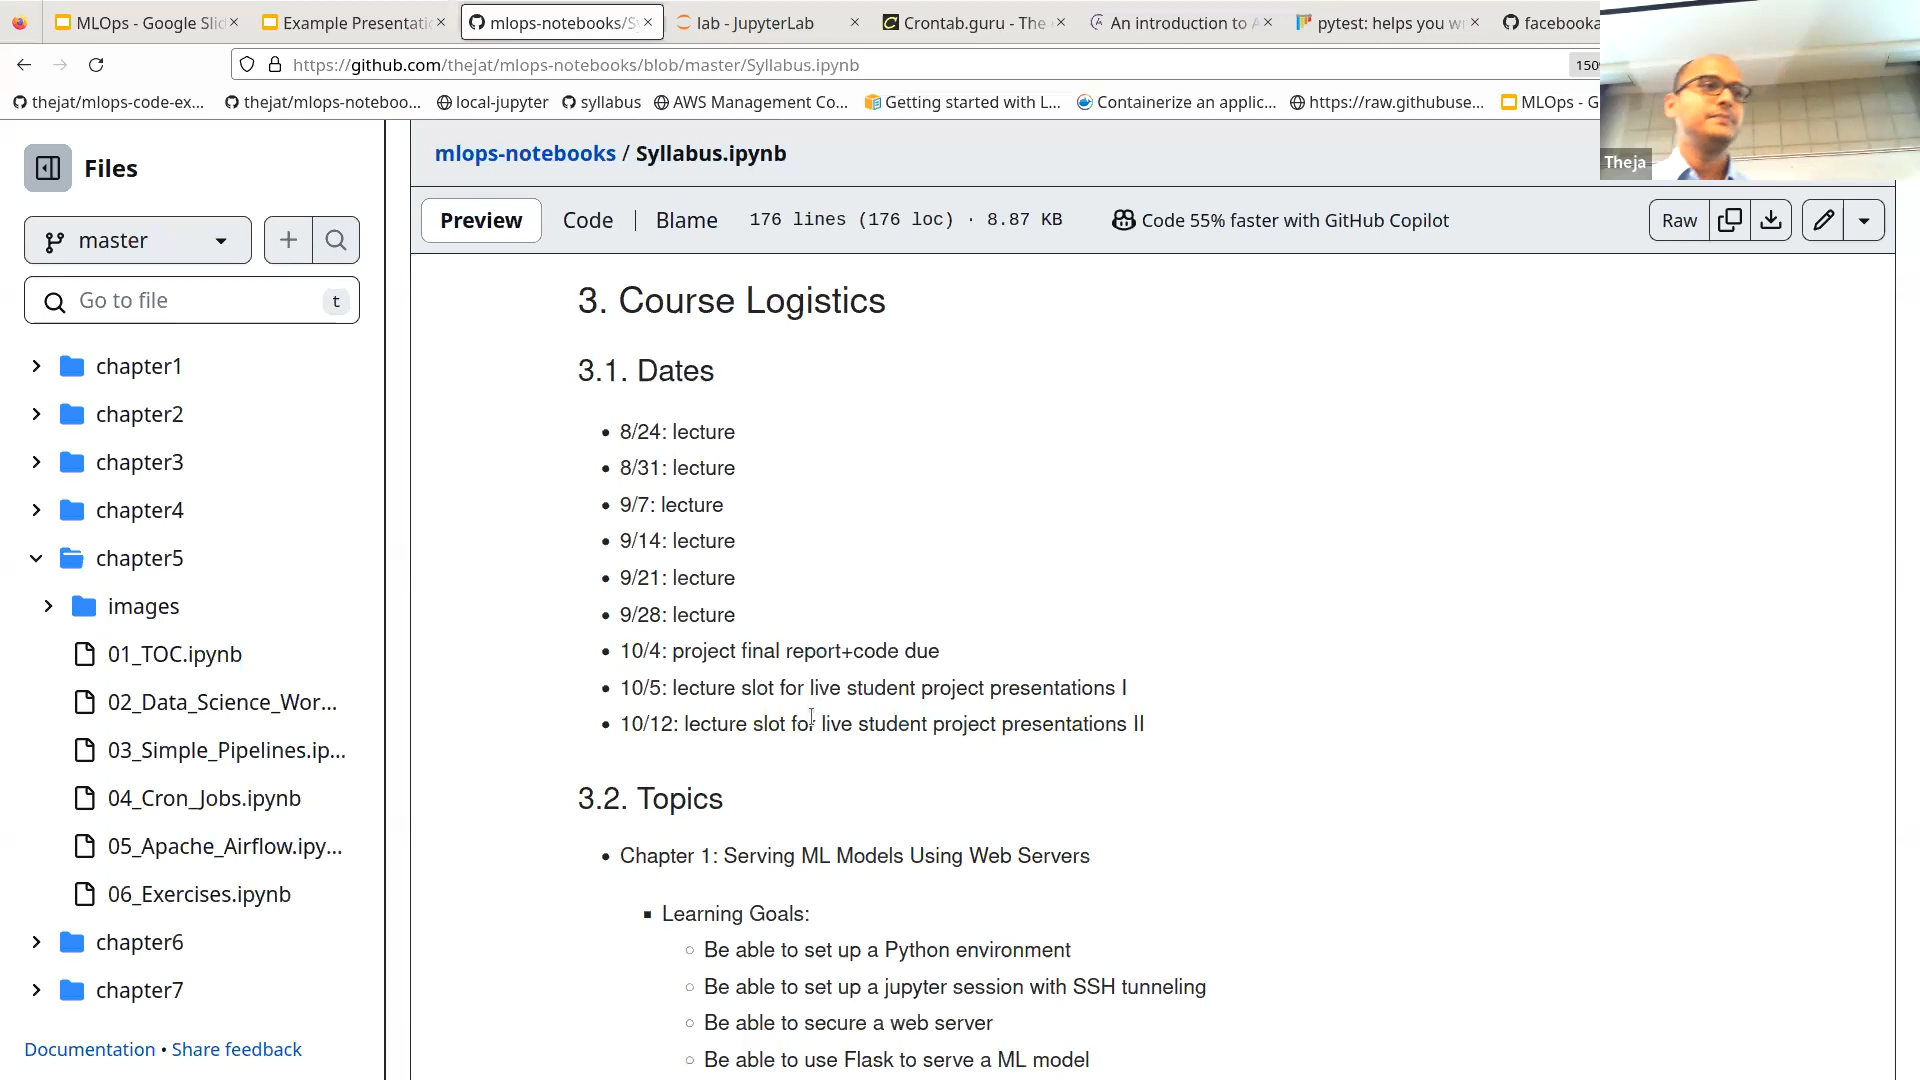 MLOps - Google Slid
Example Presentatio
mlops-notebooks/Sy
lab - JupyterLab
Crontab.guru - The
An introduction to A
pytest: helps you w
facebooka
https://github.com/thejat/mlops-notebooks/blob/master/Syllabus.ipynb
150
thejat/mlops-code-ex...
thejat/mlops-noteboo...
local-jupyter
syllabus
AWS Management Co...
Getting started with L...
Containerize an applic...
https://raw.githubuse...
MLOps - G
Theja
Files
master
Go to file
t
chapter1
chapter2
chapter3
chapter4
chapter5
images
01_TOC.ipynb
02_Data_Science_Wor...
03_Simple_Pipelines.ip...
04_Cron_Jobs.ipynb
05_Apache_Airflow.ipy...
06_Exercises.ipynb
chapter6
chapter7
Documentation • Share feedback
mlops-notebooks / Syllabus.ipynb
Preview
Code
Blame
176 lines (176 loc) · 8.87 KB
Code 55% faster with GitHub Copilot
Raw
3. Course Logistics
3.1. Dates
• 8/24: lecture
• 8/31: lecture
• 9/7: lecture
• 9/14: lecture
• 9/21: lecture
• 9/28: lecture
• 10/4: project final report+code due
• 10/5: lecture slot for live student project presentations I
• 10/12: lecture slot for live student project presentations II
3.2. Topics
• Chapter 1: Serving ML Models Using Web Servers
▪ Learning Goals:
○ Be able to set up a Python environment
○ Be able to set up a jupyter session with SSH tunneling
○ Be able to secure a web server
○ Be able to use Flask to serve a ML model